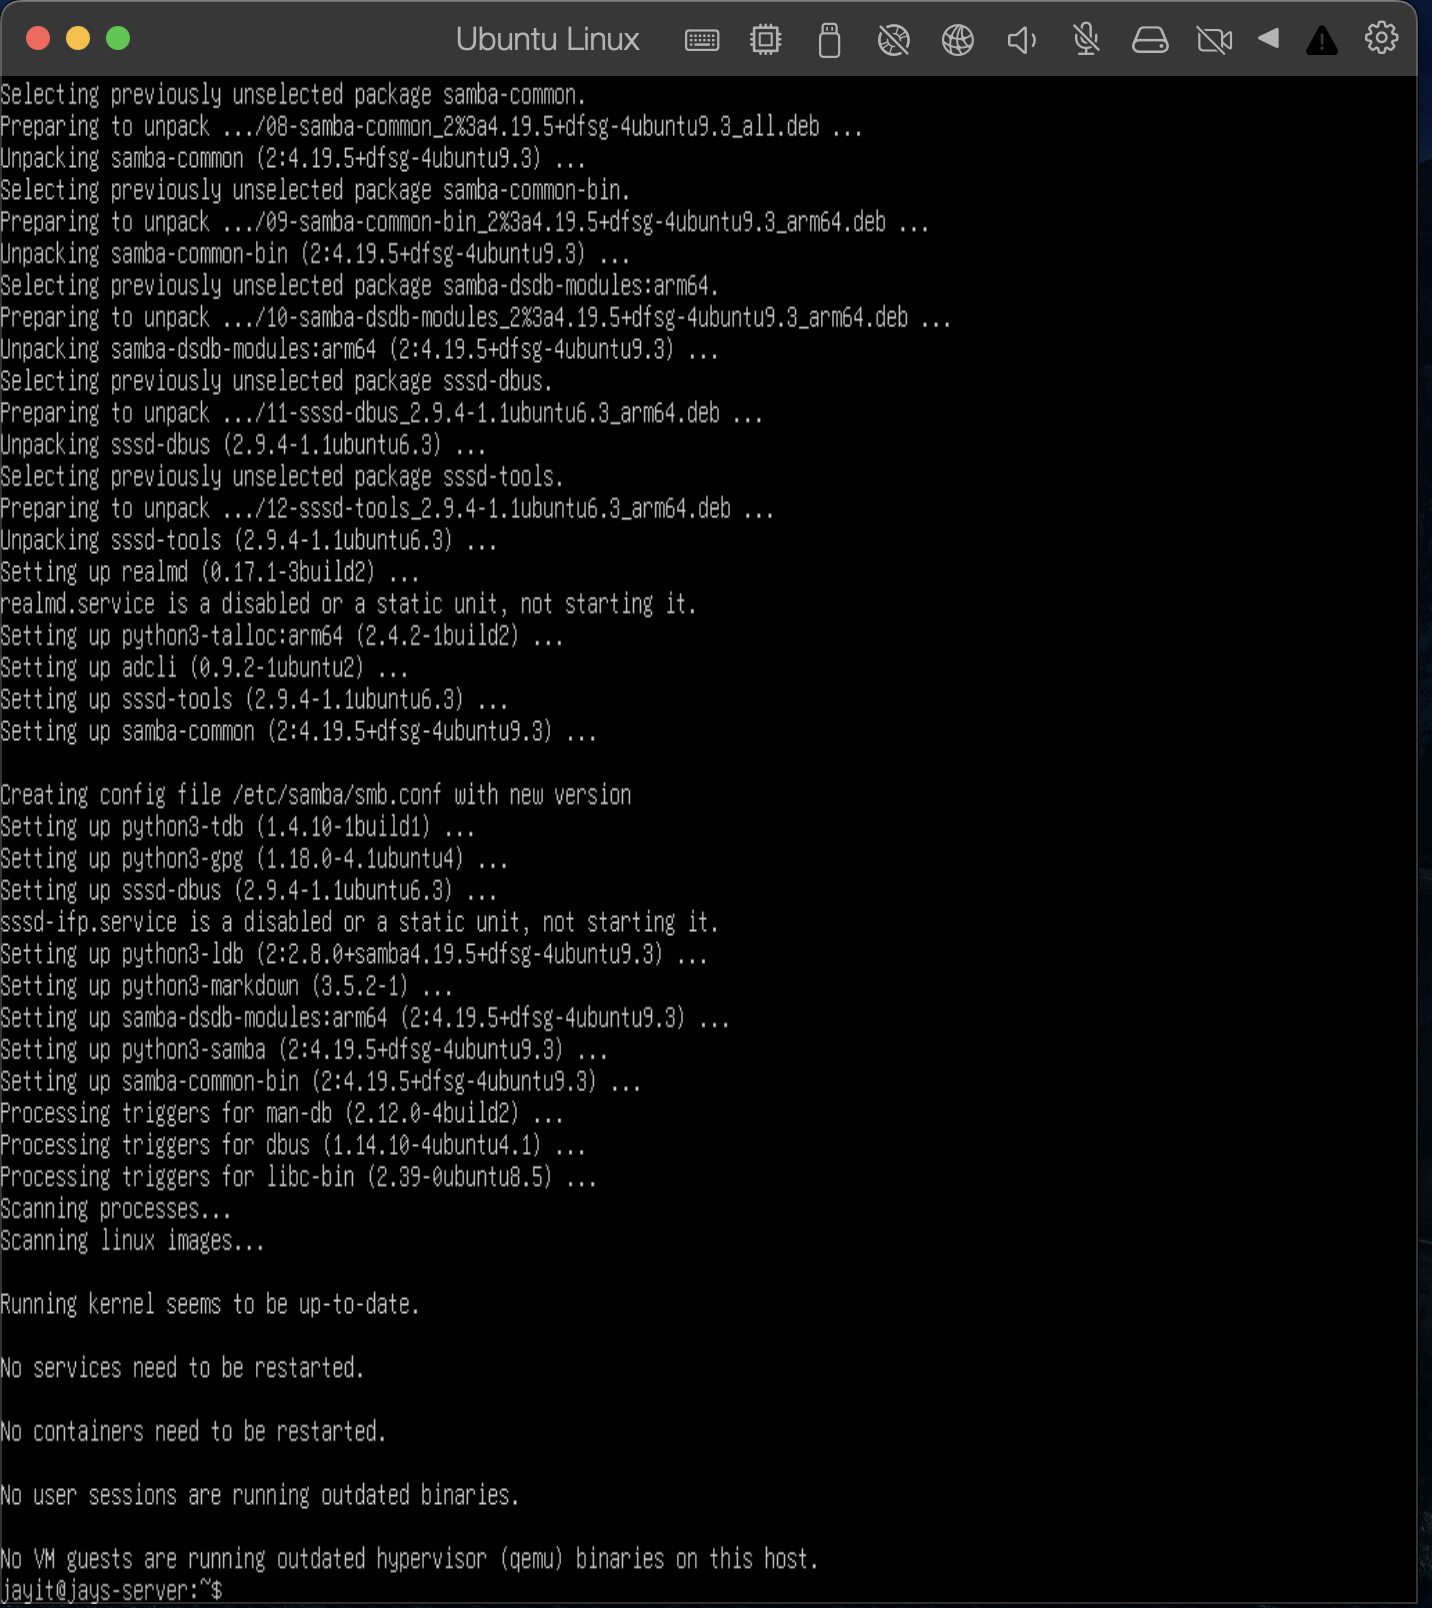 Ubuntu Linux
Selecting previously unselected package samba-common.
Preparing to unpack .../08-samba-common_2%3a4.19.5+dfsg-4ubuntu9.3_all.deb ...
Unpacking samba-common (2:4.19.5+dfsg-4ubuntu9.3) ...
Selecting previously unselected package samba-common-bin.
Preparing to unpack .../09-samba-common-bin_2%3a4.19.5+dfsg-4ubuntu9.3_arm64.deb ...
Unpacking samba-common-bin (2:4.19.5+dfsg-4ubuntu9.3) ...
Selecting previously unselected package samba-dsdb-modules:arm64.
Preparing to unpack .../10-samba-dsdb-modules_2%3a4.19.5+dfsg-4ubuntu9.3_arm64.deb ...
Unpacking samba-dsdb-modules:arm64 (2:4.19.5+dfsg-4ubuntu9.3) ...
Selecting previously unselected package sssd-dbus.
Preparing to unpack .../11-sssd-dbus_2.9.4-1.1ubuntu6.3_arm64.deb ...
Unpacking sssd-dbus (2.9.4-1.1ubuntu6.3) ...
Selecting previously unselected package sssd-tools.
Preparing to unpack .../12-sssd-tools_2.9.4-1.1ubuntu6.3_arm64.deb ...
Unpacking sssd-tools (2.9.4-1.1ubuntu6.3) ...
Setting up realmd (0.17.1-3build2) ...
realmd.service is a disabled or a static unit, not starting it.
Setting up python3-talloc:arm64 (2.4.2-1build2) ...
Setting up adcli (0.9.2-1ubuntu2) ...
Setting up sssd-tools (2.9.4-1.1ubuntu6.3) ...
Setting up samba-common (2:4.19.5+dfsg-4ubuntu9.3) ...
Creating config file /etc/samba/smb.conf with new version
Setting up python3-tdb (1.4.10-1build1) ...
Setting up python3-gpg (1.18.0-4.1ubuntu4) ...
Setting up sssd-dbus (2.9.4-1.1ubuntu6.3) ...
sssd-ifp.service is a disabled or a static unit, not starting it.
Setting up python3-ldb (2:2.8.0+samba4.19.5+dfsg-4ubuntu9.3) ...
Setting up python3-markdown (3.5.2-1) ...
Setting up samba-dsdb-modules:arm64 (2:4.19.5+dfsg-4ubuntu9.3) ...
Setting up python3-samba (2:4.19.5+dfsg-4ubuntu9.3) ...
Setting up samba-common-bin (2:4.19.5+dfsg-4ubuntu9.3) ...
Processing triggers for man-db (2.12.0-4build2) ...
Processing triggers for dbus (1.14.10-4ubuntu4.1) ...
Processing triggers for libc-bin (2.39-0ubuntu8.5) ...
Scanning processes...
Scanning linux images...
Running kernel seems to be up-to-date.
No services need to be restarted.
No containers need to be restarted.
No user sessions are running outdated binaries.
No VM guests are running outdated hypervisor (qemu) binaries on this host.
jayit@jays-server:~$